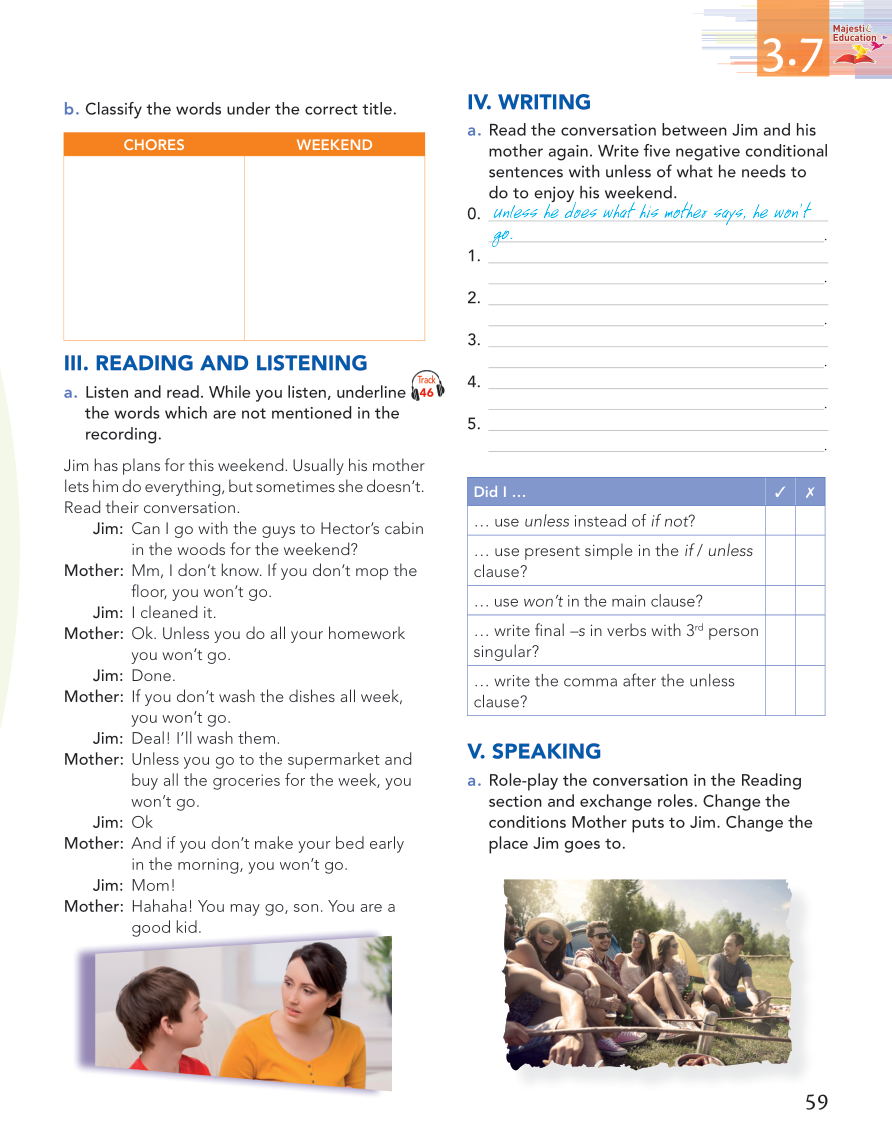 3.7
Majestic
Education
b. Classify the words under the correct title.
CHORES WEEKEND
III. READING AND LISTENING
a. Listen and read. While you listen, underline
the words which are not mentioned in the
recording.
Track
46
Jim has plans for this weekend. Usually his mother
lets him do everything, but sometimes she doesn't.
Read their conversation.
Jim: Can I go with the guys to Hector's cabin
in the woods for the weekend?
Mother: Mm, I don't know. If you don't mop the
floor, you won't go.
Jim: I cleaned it.
Mother: Ok. Unless you do all your homework
you won't go.
Jim: Done.
Mother: If you don't wash the dishes all week,
you won't go.
Jim: Deal! I'll wash them.
Mother: Unless you go to the supermarket and
buy all the groceries for the week, you
won't go.
Jim: Ok
Mother: And if you don't make your bed early
in the morning, you won't go.
Jim: Mom!
Mother: Hahaha! You may go, son. You are a
good kid.
IV. WRITING
a. Read the conversation between Jim and his
mother again. Write five negative conditional
sentences with unless of what he needs to
do to enjoy his weekend.
0. Unless he does what his mother says, he won't
go. .
1.
.
2.
.
3.
.
4.
.
5.
.
Did I ... ✓ ✗
... use unless instead of if not?
... use present simple in the if / unless
clause?
... use won't in the main clause?
... write final –s in verbs with 3rd person
singular?
... write the comma after the unless
clause?
V. SPEAKING
a. Role-play the conversation in the Reading
section and exchange roles. Change the
conditions Mother puts to Jim. Change the
place Jim goes to.
59